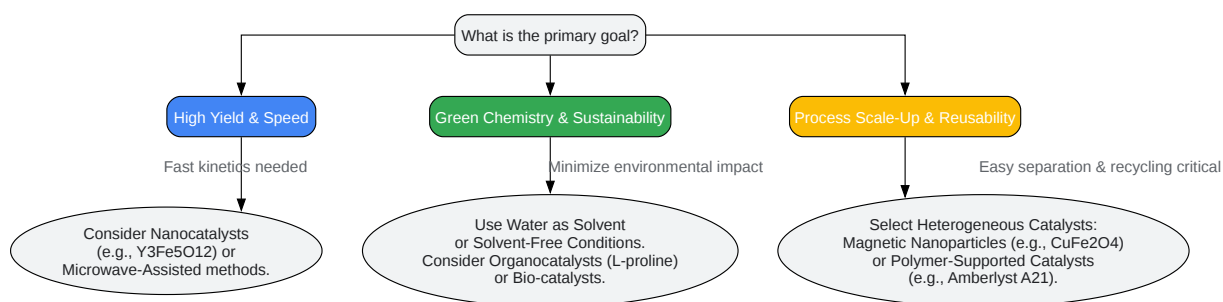 What is the primary goal?
High Yield & Speed
Green Chemistry & Sustainability
Process Scale-Up & Reusability
Fast kinetics needed
Minimize environmental impact
Easy separation & recycling critical
Consider Nanocatalysts
(e.g., Y3Fe5O12) or
Microwave-Assisted methods.
Use Water as Solvent
or Solvent-Free Conditions.
Consider Organocatalysts (L-proline)
or Bio-catalysts.
Select Heterogeneous Catalysts:
Magnetic Nanoparticles (e.g., CuFe2O4)
or Polymer-Supported Catalysts
(e.g., Amberlyst A21).